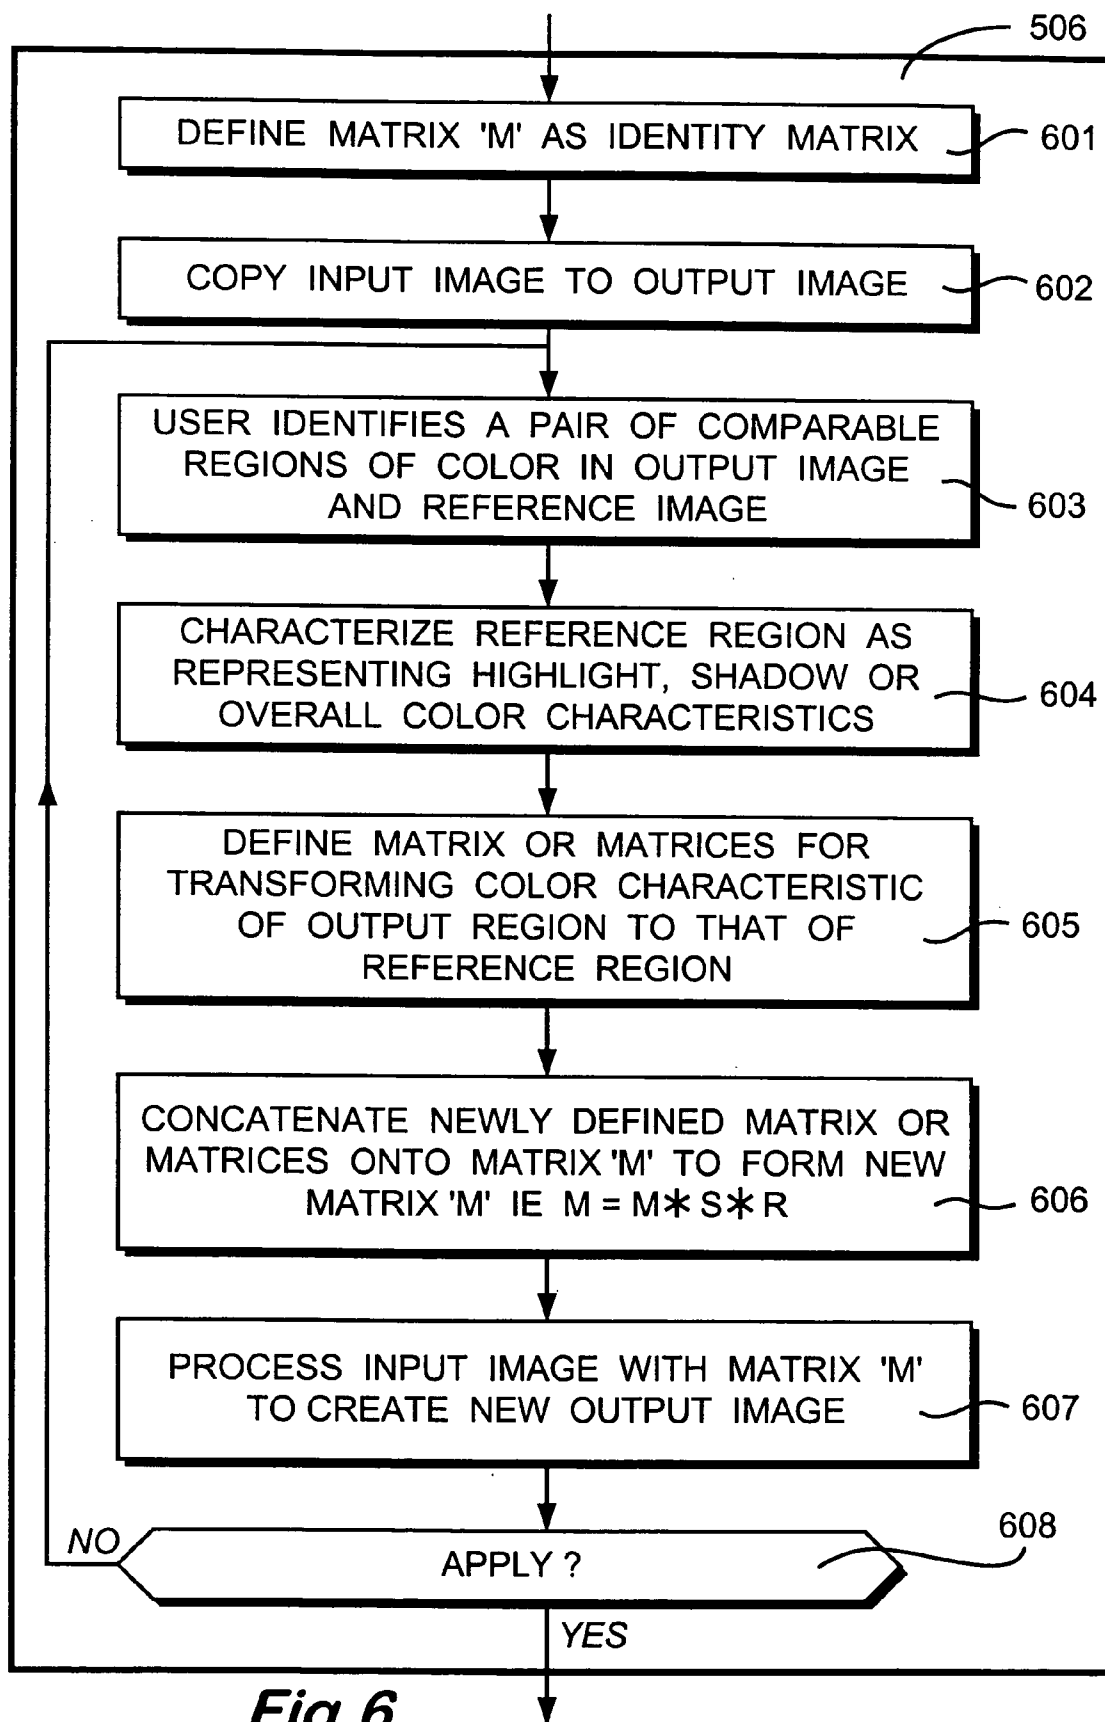 506
DEFINE MATRIX 'M' AS IDENTITY MATRIX
601
COPY INPUT IMAGE TO OUTPUT IMAGE
602
USER IDENTIFIES A PAIR OF COMPARABLE
REGIONS OF COLOR IN OUTPUT IMAGE
AND REFERENCE IMAGE
603
CHARACTERIZE REFERENCE REGION AS
REPRESENTING HIGHLIGHT, SHADOW OR
OVERALL COLOR CHARACTERISTICS
604
DEFINE MATRIX OR MATRICES FOR
TRANSFORMING COLOR CHARACTERISTIC
OF OUTPUT REGION TO THAT OF
REFERENCE REGION
605
CONCATENATE NEWLY DEFINED MATRIX OR
MATRICES ONTO MATRIX 'M' TO FORM NEW
MATRIX 'M' IE M = M * S * R
606
PROCESS INPUT IMAGE WITH MATRIX 'M'
TO CREATE NEW OUTPUT IMAGE
607
608
NO
APPLY ?
YES
Fig 6